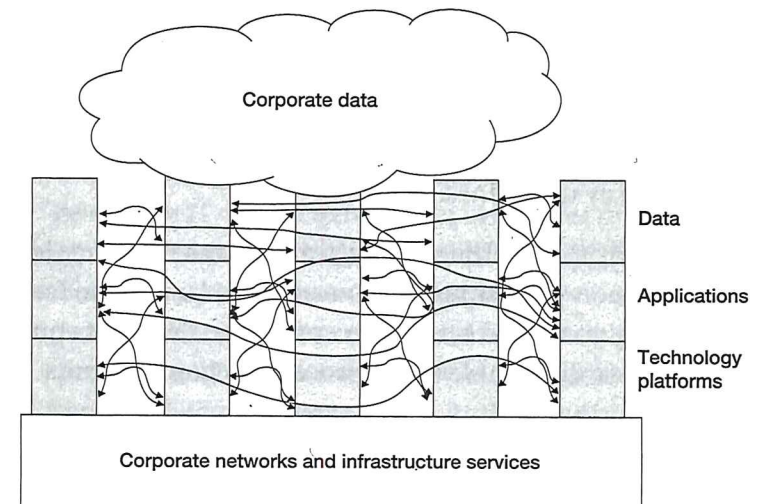 Corporate data
Data
Applications
Technology
platforms
Corporate networks and infrastructure services